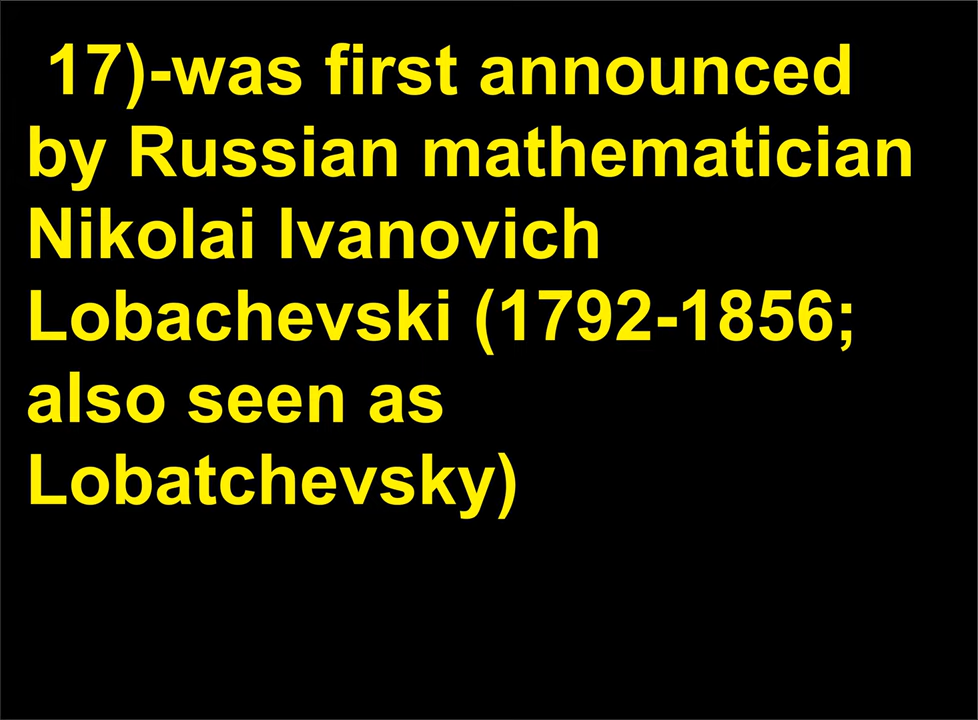 17)-was first announced
by Russian mathematician
Nikolai Ivanovich
Lobachevski (1792-1856;
also seen as
Lobatchevsky)